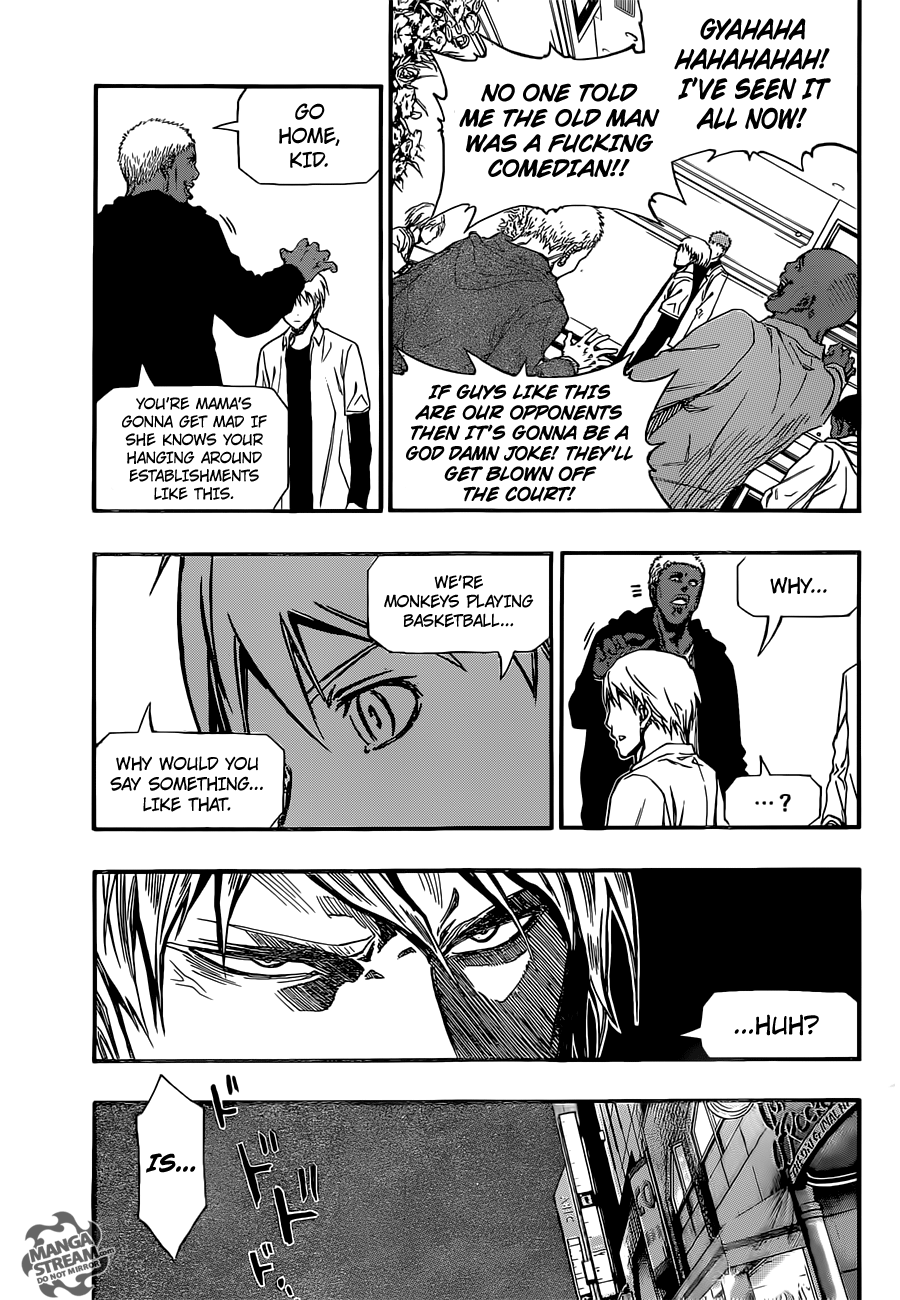 GYAHAHA
HAHAHAHAH!
I'VE SEEN IT
ALL NOW!
NO ONE TOLD
ME THE OLD MAN
WAS A FUCKING
COMEDIAN!!
IF GUYS LIKE THIS
ARE OUR OPPONENTS
THEN IT'S GONNA BE A
GOD DAMN JOKE! THEY'LL
GET BLOWN OFF
THE COURT!
GO
HOME,
KID.
YOU'RE MAMA'S
GONNA GET MAD IF
SHE KNOWS YOUR
HANGING AROUND
ESTABLISHMENTS
LIKE THIS.
WHY...
...?
WE'RE
MONKEYS PLAYING
BASKETBALL...
WHY WOULD YOU
SAY SOMETHING...
LIKE THAT.
...HUH?
IS...
ドドドド
MANGA
STREAM.COM
DO NOT MIRROR!